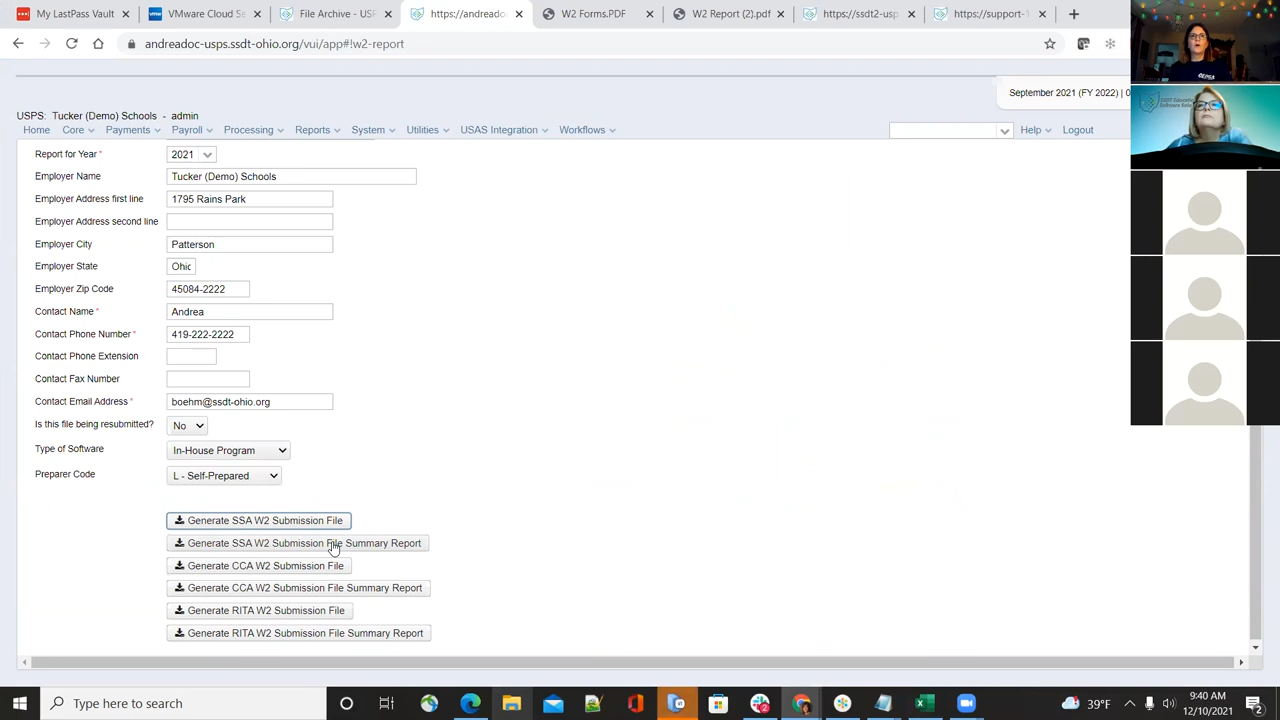 My LastPass Vault
VMware Cloud Se
File Archive - USP
https://andreado
W2 Forms.PDF
W2 Report (2).pdf
https://ssdt2-usp
https://support-
andreadoc-usps.ssdt-ohio.org/vui/app#!w2-report
September 2021 (FY 2022) | 0
USPS Tucker (Demo) Schools - admin
Home Core Payments Payroll Processing Reports System Utilities USAS Integration Workflows Help Logout
Report for Year* 2021
Employer Name Tucker (Demo) Schools
Employer Address first line 1795 Rains Park
Employer Address second line
Employer City Patterson
Employer State Ohic
Employer Zip Code 45084-2222
Contact Name* Andrea
Contact Phone Number* 419-222-2222
Contact Phone Extension
Contact Fax Number
Contact Email Address* boehm@ssdt-ohio.org
Is this file being resubmitted? No
Type of Software In-House Program
Preparer Code L - Self-Prepared
Generate SSA W2 Submission File
Generate SSA W2 Submission File Summary Report
Generate CCA W2 Submission File
Generate CCA W2 Submission File Summary Report
Generate RITA W2 Submission File
Generate RITA W2 Submission File Summary Report
Type here to search
39°F
9:40 AM
12/10/2021
2